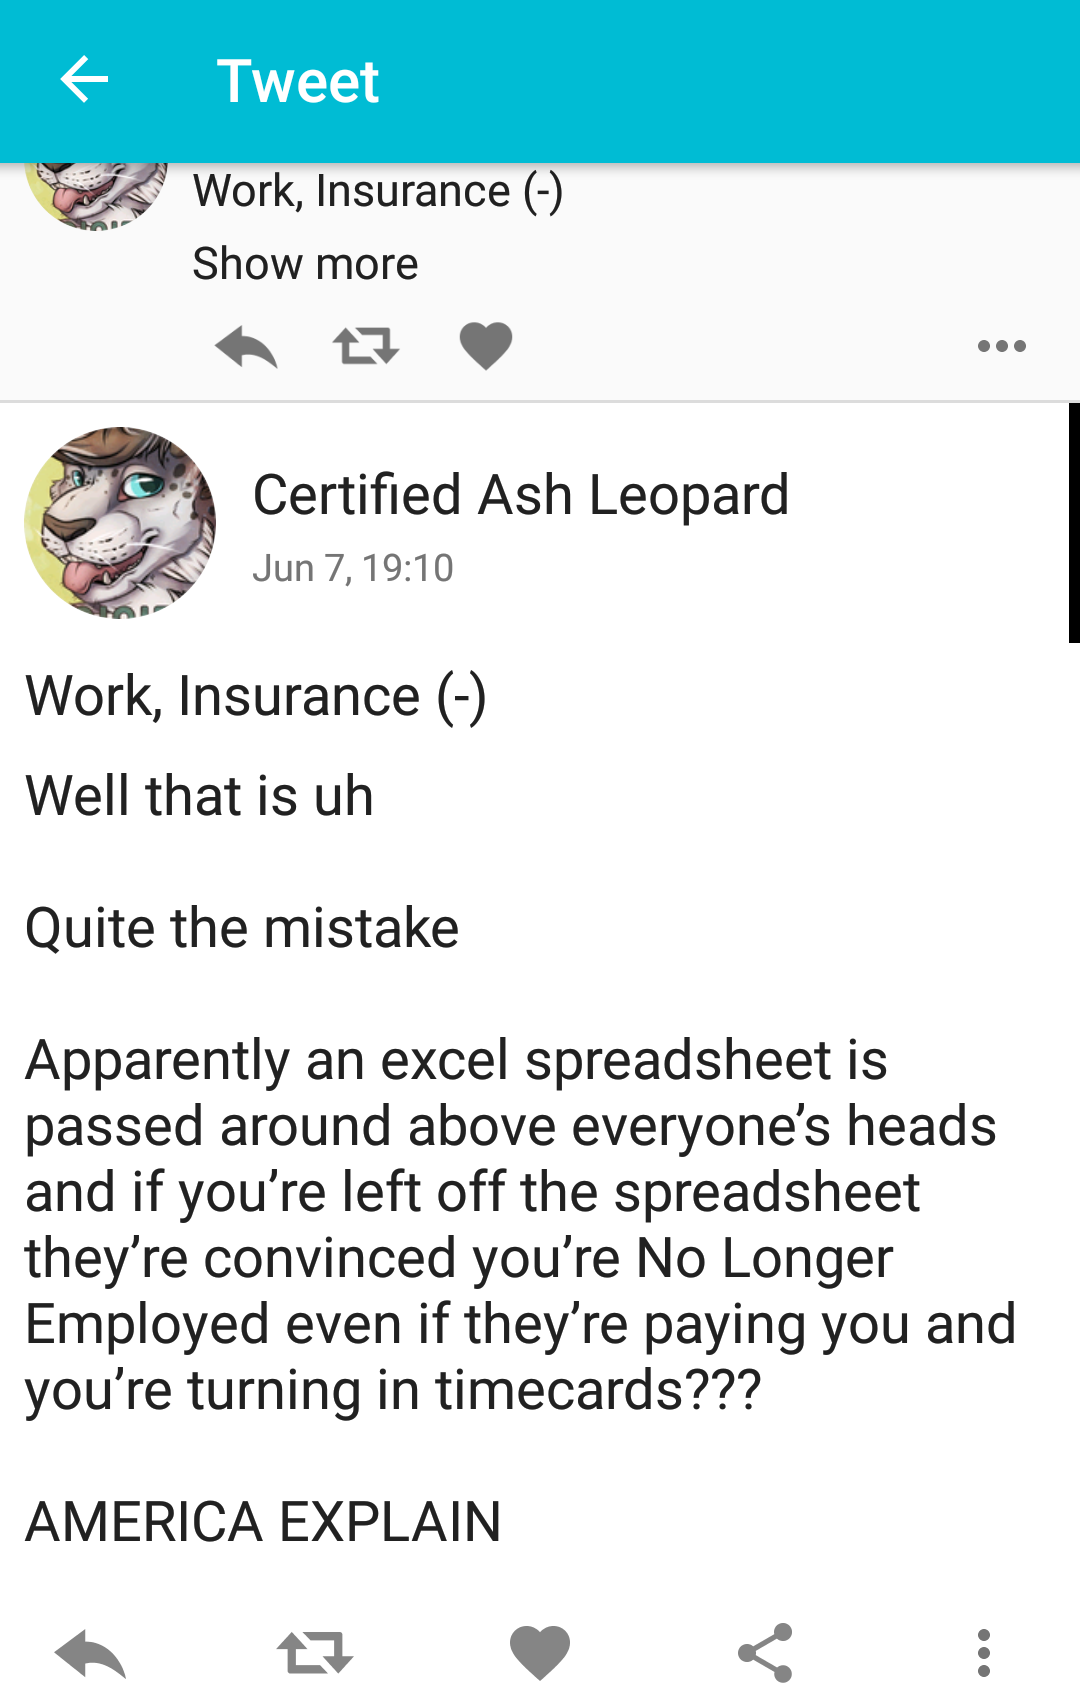 Tweet
Work, Insurance (-)
Show more
Certified Ash Leopard
Jun 7, 19:10
Work, Insurance (-)
Well that is uh
Quite the mistake
Apparently an excel spreadsheet is
passed around above everyone’s heads
and if you’re left off the spreadsheet
they’re convinced you’re No Longer
Employed even if they’re paying you and
you’re turning in timecards???
AMERICA EXPLAIN